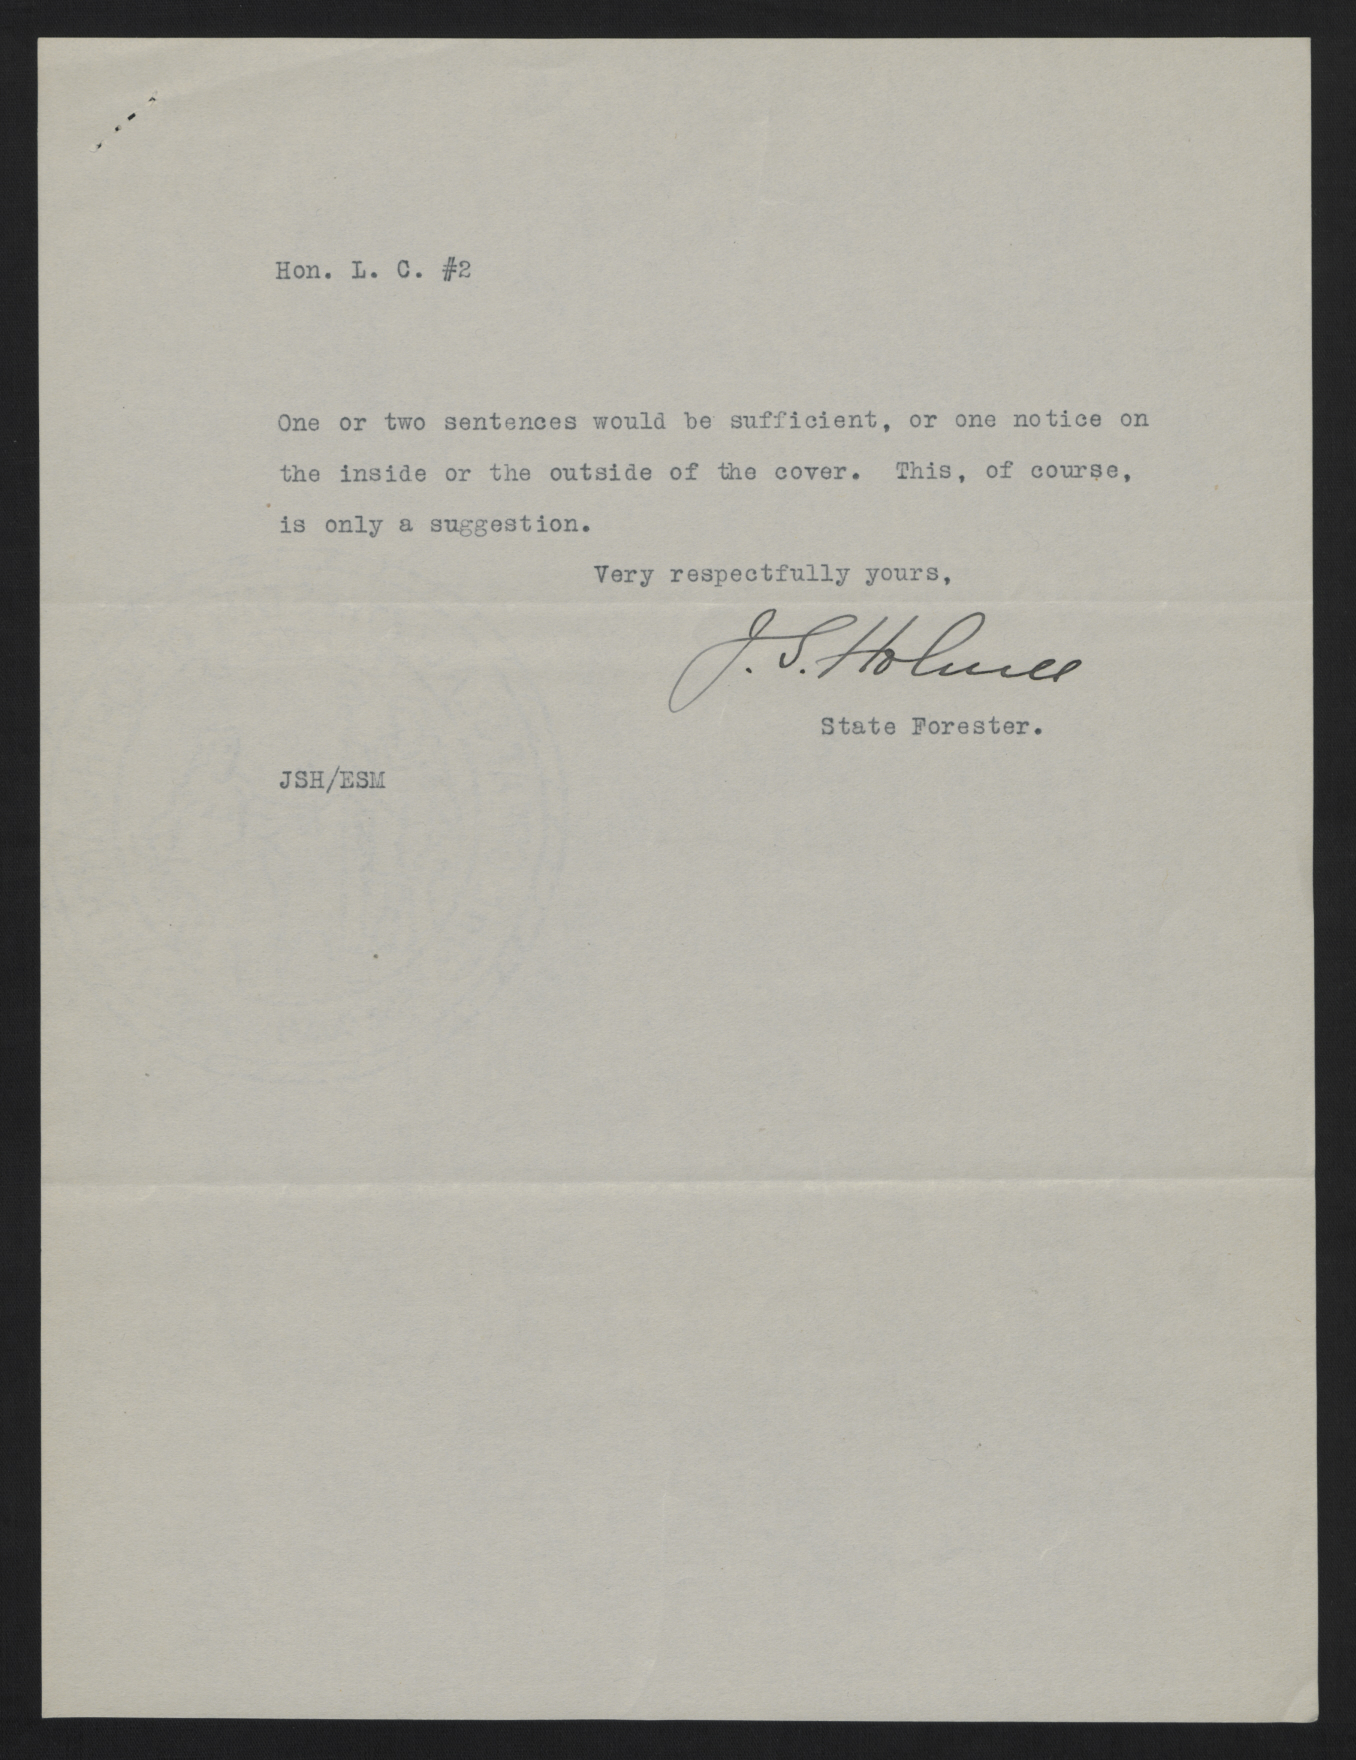 Hon. L. C. #2
One or two sentences would be sufficient, or one notice on
the inside or the outside of the cover. This, of course,
is only a suggestion.
Very respectfully yours,
J. S. Holmes
State Forester.
JSH/ESM